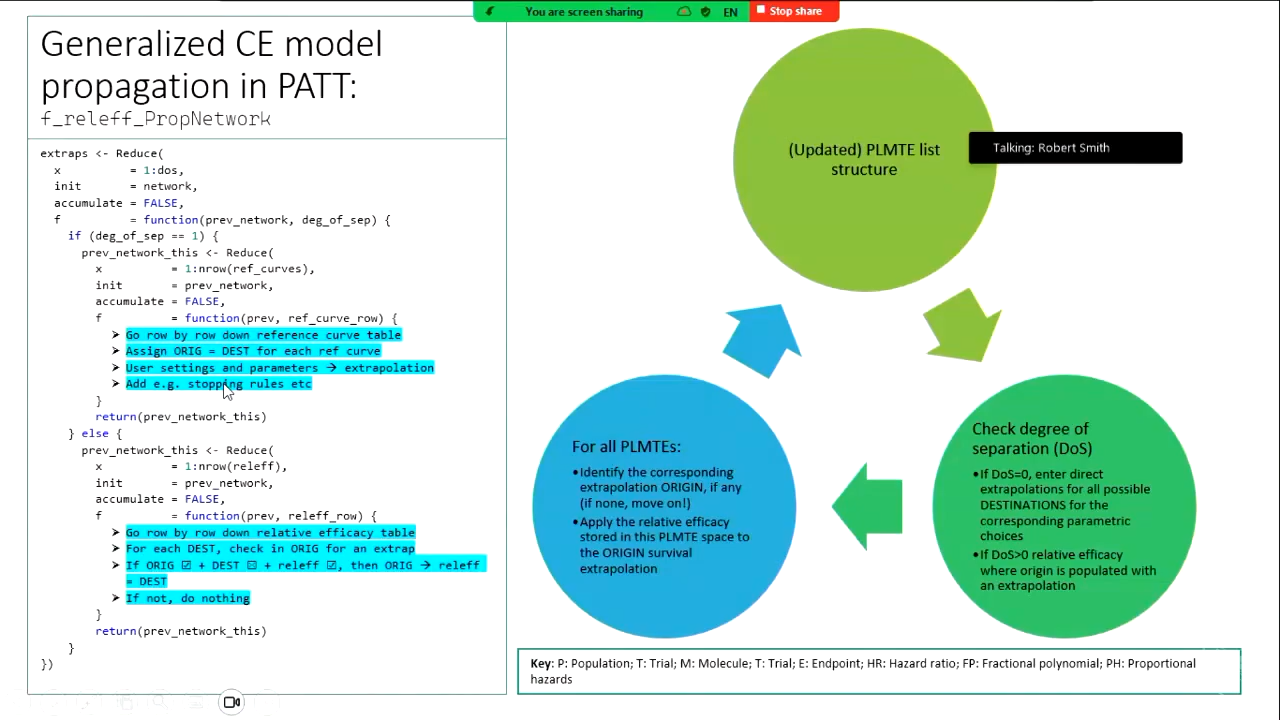 You are screen sharing EN Stop share
Generalized CE model
propagation in PATT:
f_releff_PropNetwork
extraps <- Reduce(
x = 1:dos,
init = network,
accumulate = FALSE,
f = function(prev_network, deg_of_sep) {
if (deg_of_sep == 1) {
prev_network_this <- Reduce(
x = 1:nrow(ref_curves),
init = prev_network,
accumulate = FALSE,
f = function(prev, ref_curve_row) {
➢ Go row by row down reference curve table
➢ Assign ORIG = DEST for each ref curve
➢ User settings and parameters → extrapolation
➢ Add e.g. stopping rules etc
}
return(prev_network_this)
} else {
prev_network_this <- Reduce(
x = 1:nrow(releff),
init = prev_network,
accumulate = FALSE,
f = function(prev, releff_row) {
➢ Go row by row down relative efficacy table
➢ For each DEST, check in ORIG for an extrap
➢ If ORIG ☑ + DEST ☒ + releff ☑, then ORIG → releff
= DEST
➢ If not, do nothing
}
return(prev_network_this)
}
})
(Updated) PLMTE list
structure
Talking: Robert Smith
Check degree of
separation (DoS)
•If DoS=0, enter direct
extrapolations for all possible
DESTINATIONS for the
corresponding parametric
choices
•If DoS>0 relative efficacy
where origin is populated with
an extrapolation
For all PLMTEs:
•Identify the corresponding
extrapolation ORIGIN, if any
(if none, move on!)
•Apply the relative efficacy
stored in this PLMTE space to
the ORIGIN survival
extrapolation
Key: P: Population; T: Trial; M: Molecule; T: Trial; E: Endpoint; HR: Hazard ratio; FP: Fractional polynomial; PH: Proportional
hazards